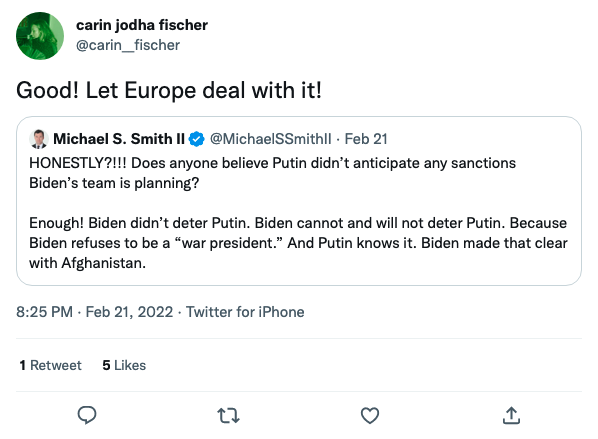 carin jodha fischer
@carin__fischer
Good! Let Europe deal with it!
Michael S. Smith II @MichaelSSmithII · Feb 21
HONESTLY?!!! Does anyone believe Putin didn’t anticipate any sanctions
Biden’s team is planning?
Enough! Biden didn’t deter Putin. Biden cannot and will not deter Putin. Because
Biden refuses to be a “war president.” And Putin knows it. Biden made that clear
with Afghanistan.
8:25 PM · Feb 21, 2022 · Twitter for iPhone
1 Retweet 5 Likes